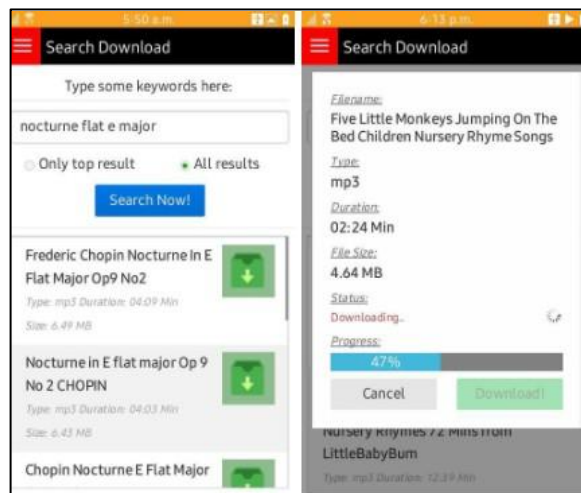 5:50 a.m.
Search Download
Type some keywords here:
nocturne flat e major
Only top result
All results
Search Now!
Frederic Chopin Nocturne In E
Flat Major Op9 No2
Type: mp3 Duration: 04:09 Min
Size: 6.49 MB
Nocturne in E flat major Op 9
No 2 CHOPIN
Type: mp3 Duration: 04:03 Min
Size: 6.43 MB
Chopin Nocturne E Flat Major
6:13 p.m.
Search Download
Filename:
Five Little Monkeys Jumping On The
Bed Children Nursery Rhyme Songs
Type:
mp3
Duration:
02:24 Min
File Size:
4.64 MB
Status:
Downloading..
Progress:
47%
Cancel
Download!
Nursery Rhymes 72 Mins from
LittleBabyBum
Type: mp3 Duration: 12:39 Min